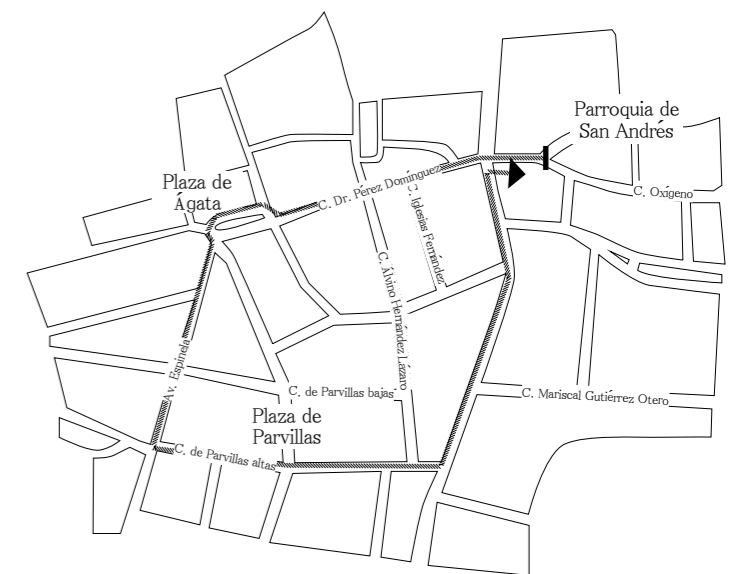 Parroquia de
San Andrés
Plaza de
Ágata
C. Dr. Pérez Domínguez
C. Oxígeno
C. Iglesias Fernández
C. Álvino Hernández Lázaro
Av. Espinela
C. de Parvillas bajas
C. Mariscal Gutiérrez Otero
Plaza de
Parvillas
C. de Parvillas altas